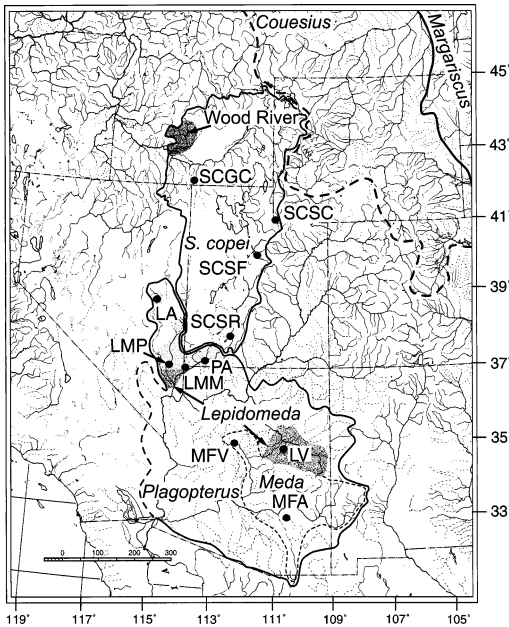 Couesius
Margariscus
45°
Wood River
43°
SCGC
SCSC
41°
S. copei
SCSF
39°
LA
SCSR
LMP
37°
PA
LMM
Lepidomeda
35
MFV
LV
Plagopterus
Meda
MFA
33
0 100 200 300
119° 117° 115° 113° 111° 109° 107° 105°